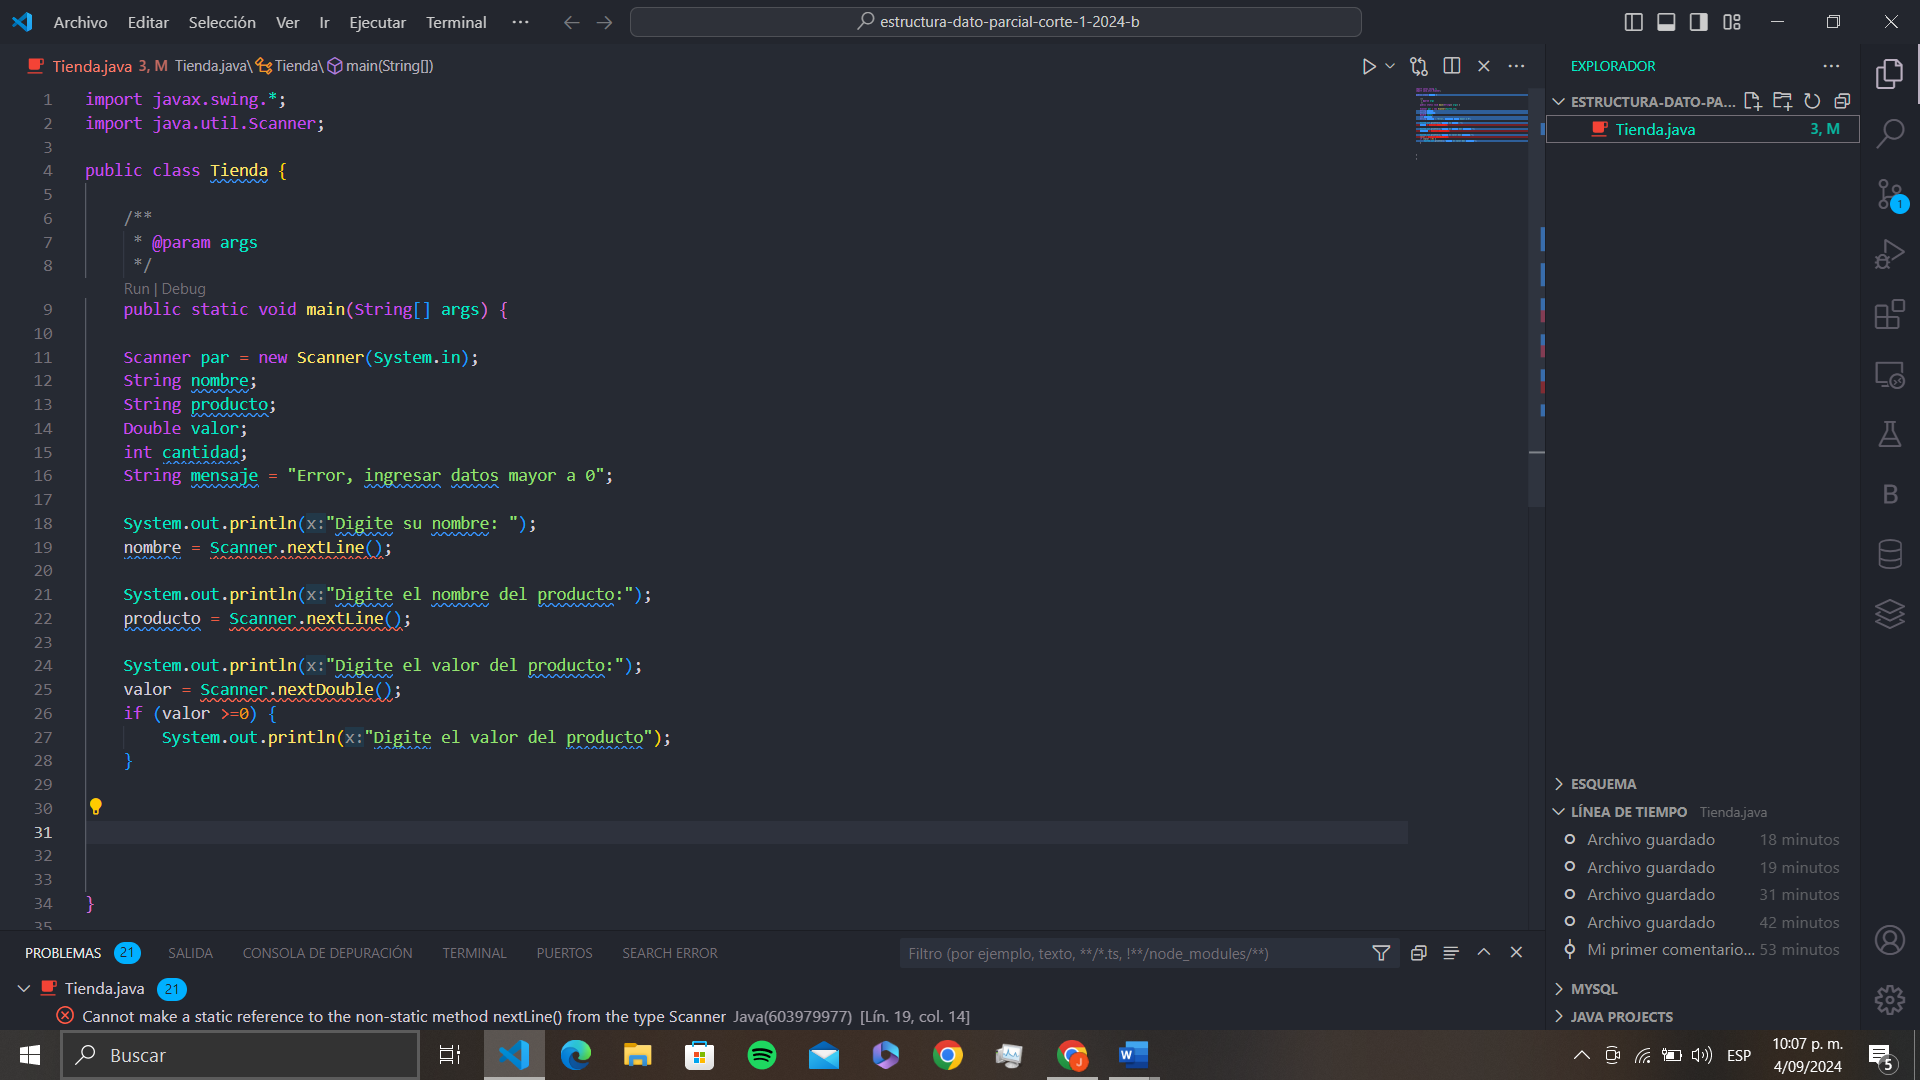 Archivo Editar Selección Ver Ir Ejecutar Terminal ··· estructura-dato-parcial-corte-1-2024-b
Tienda.java 3, M Tienda.java\ Tienda\ main(String[])
1 import javax.swing.*;
2 import java.util.Scanner;
3
4 public class Tienda {
5
6 /**
7 * @param args
8 */
Run | Debug
9 public static void main(String[] args) {
10
11 Scanner par = new Scanner(System.in);
12 String nombre;
13 String producto;
14 Double valor;
15 int cantidad;
16 String mensaje = "Error, ingresar datos mayor a 0";
17
18 System.out.println(x:"Digite su nombre: ");
19 nombre = Scanner.nextLine();
20
21 System.out.println(x:"Digite el nombre del producto:");
22 producto = Scanner.nextLine();
23
24 System.out.println(x:"Digite el valor del producto:");
25 valor = Scanner.nextDouble();
26 if (valor >=0) {
27 System.out.println(x:"Digite el valor del producto");
28 }
29
30
31
32
33
34 }
35
EXPLORADOR
ESTRUCTURA-DATO-PA...
Tienda.java 3, M
1
B
ESQUEMA
LÍNEA DE TIEMPO Tienda.java
Archivo guardado 18 minutos
Archivo guardado 19 minutos
Archivo guardado 31 minutos
Archivo guardado 42 minutos
Mi primer comentario... 53 minutos
MYSQL
JAVA PROJECTS
PROBLEMAS 21 SALIDA CONSOLA DE DEPURACIÓN TERMINAL PUERTOS SEARCH ERROR Filtro (por ejemplo, texto, **/*.ts, !**/node_modules/**)
Tienda.java 21
Cannot make a static reference to the non-static method nextLine() from the type Scanner Java(603979977) [Lín. 19, col. 14]
Buscar
ESP
10:07 p. m.
4/09/2024
5